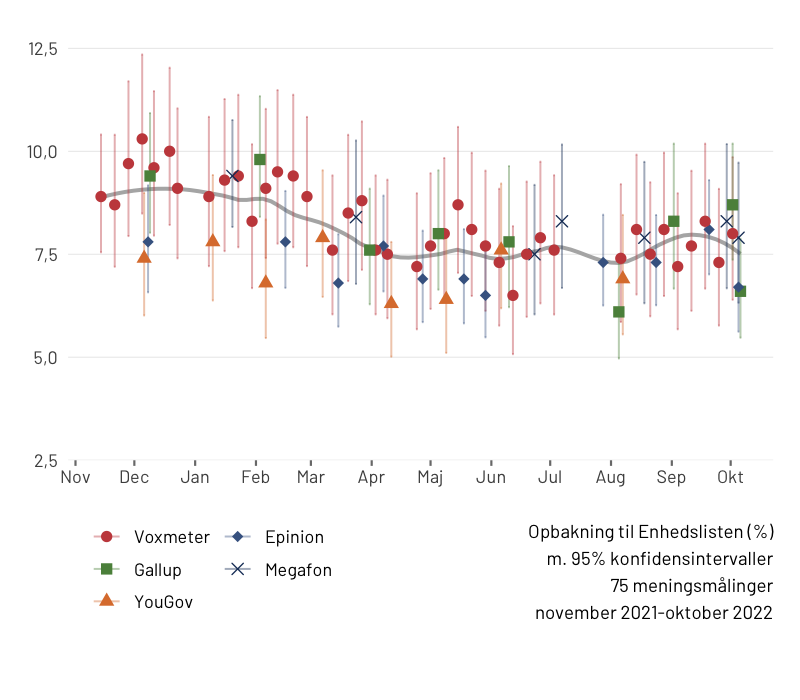 12,5
10,0
7,5
5,0
2,5
Nov Dec Jan Feb Mar Apr Maj Jun Jul Aug Sep Okt
Voxmeter Epinion
Gallup Megafon
YouGov
Opbakning til Enhedslisten (%)
m. 95% konfidensintervaller
75 meningsmålinger
november 2021-oktober 2022